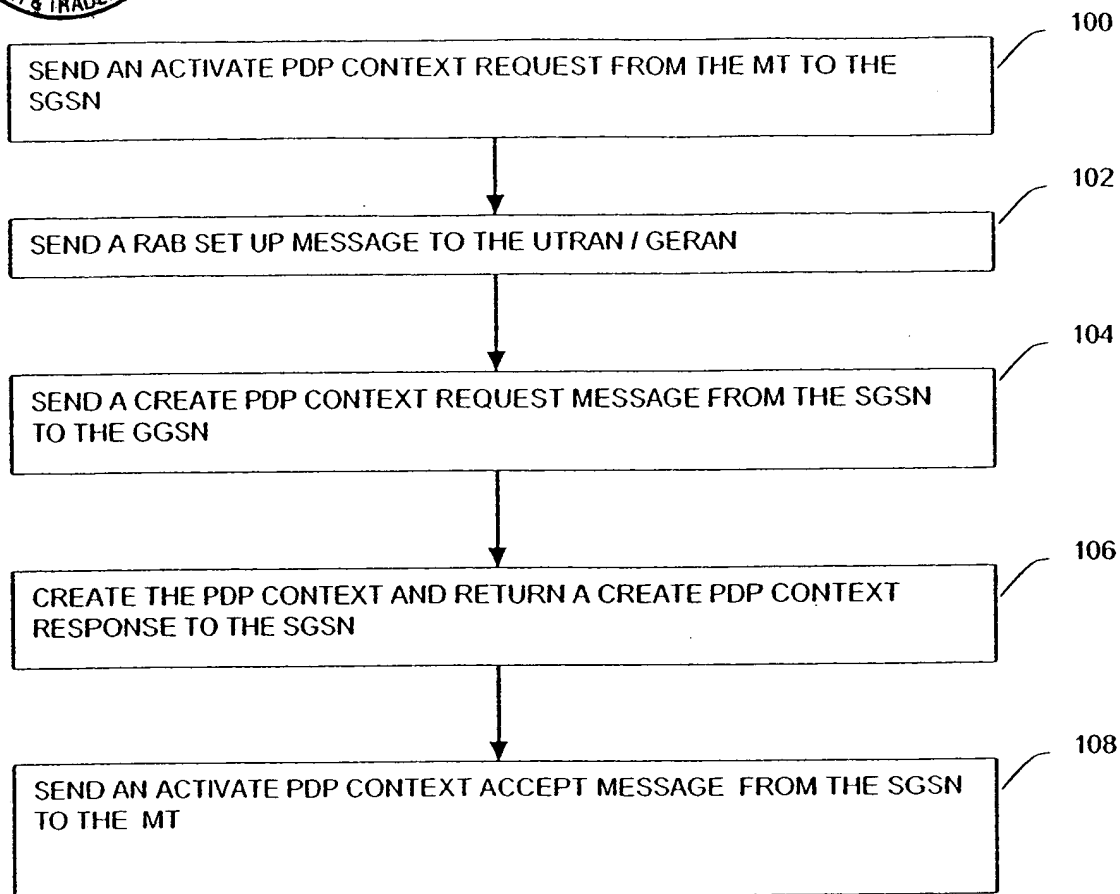 & TRADE
100
SEND AN ACTIVATE PDP CONTEXT REQUEST FROM THE MT TO THE
SGSN
102
SEND A RAB SET UP MESSAGE TO THE UTRAN / GERAN
104
SEND A CREATE PDP CONTEXT REQUEST MESSAGE FROM THE SGSN
TO THE GGSN
106
CREATE THE PDP CONTEXT AND RETURN A CREATE PDP CONTEXT
RESPONSE TO THE SGSN
108
SEND AN ACTIVATE PDP CONTEXT ACCEPT MESSAGE FROM THE SGSN
TO THE MT